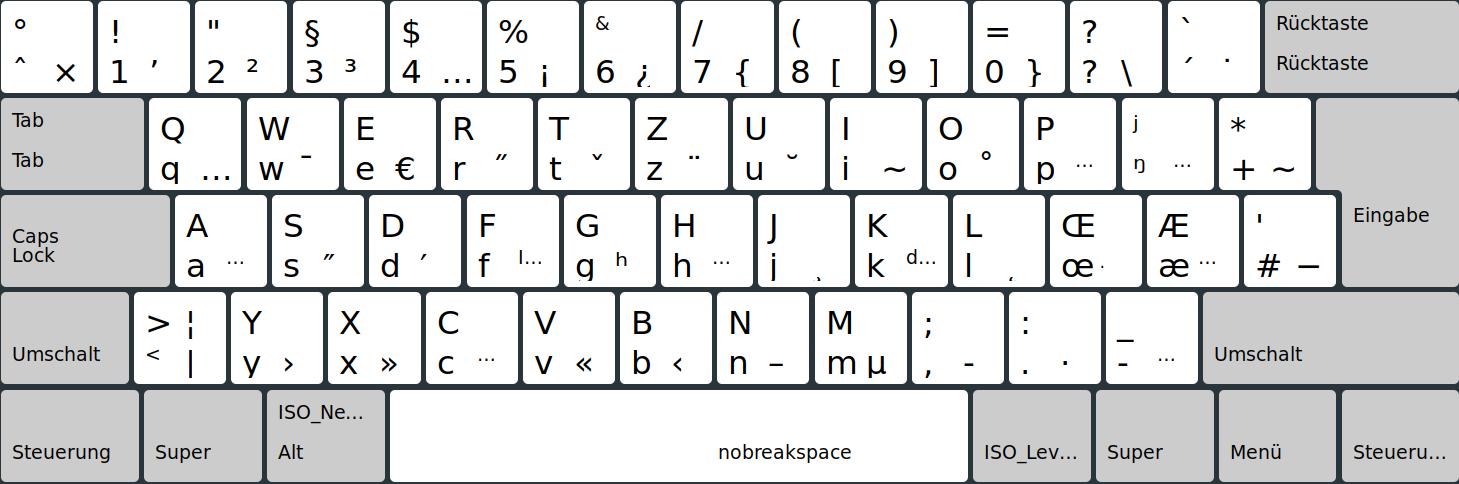 ° ! " § $ % & / ( ) = ? ` Rücktaste
ˆ × 1 ’ 2 ² 3 ³ 4 … 5 ¡ 6 ¿ 7 { 8 [ 9 ] 0 } ? \ ´ ˙ Rücktaste
Tab Q W E R T Z U I O P j *
Tab q … w ¯ e € r ˝ t ˇ z ¨ u ˘ i ~ o ° p ... ŋ ... + ~
Caps Lock A S D F G H J K L Œ Æ ' Eingabe
a ... s ˝ d ´ f l... g h h ... j ˎ k d... l ˏ œ · æ ... # −
> ¦ Y X C V B N M ; : _
Umschalt < | y › x » c ... v « b ‹ n – m µ , - . · - ... Umschalt
ISO_Ne...
Steuerung Super Alt nobreakspace ISO_Lev... Super Menü Steueru...